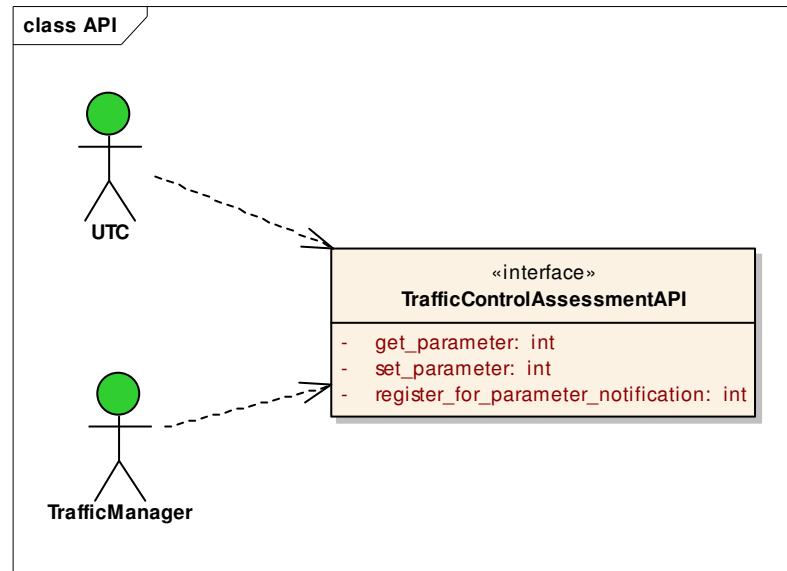 class API
UTC
«interface»
TrafficControlAssessmentAPI
- get_parameter: int
- set_parameter: int
- register_for_parameter_notification: int
TrafficManager